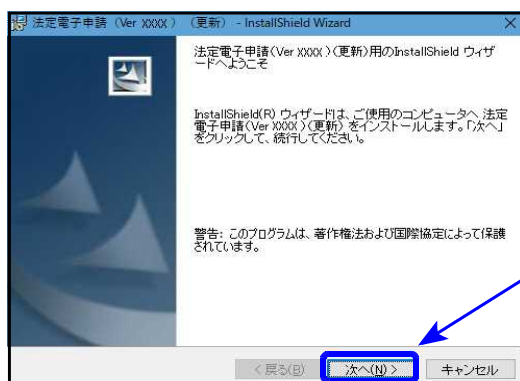 法定電子申請（Ver XXXX）（更新） - InstallShield Wizard
法定電子申請(Ver XXXX)(更新)用のInstallShield ウィザ
ードへようこそ
InstallShield(R) ウィザードは、ご使用のコンピュータへ 法定
電子申請(Ver XXXX)(更新) をインストールします。「次へ」
をクリックして、続行してください。
警告: このプログラムは、著作権法および国際協定によって保護
されています。
< 戻る(B) 次へ(N) > キャンセル